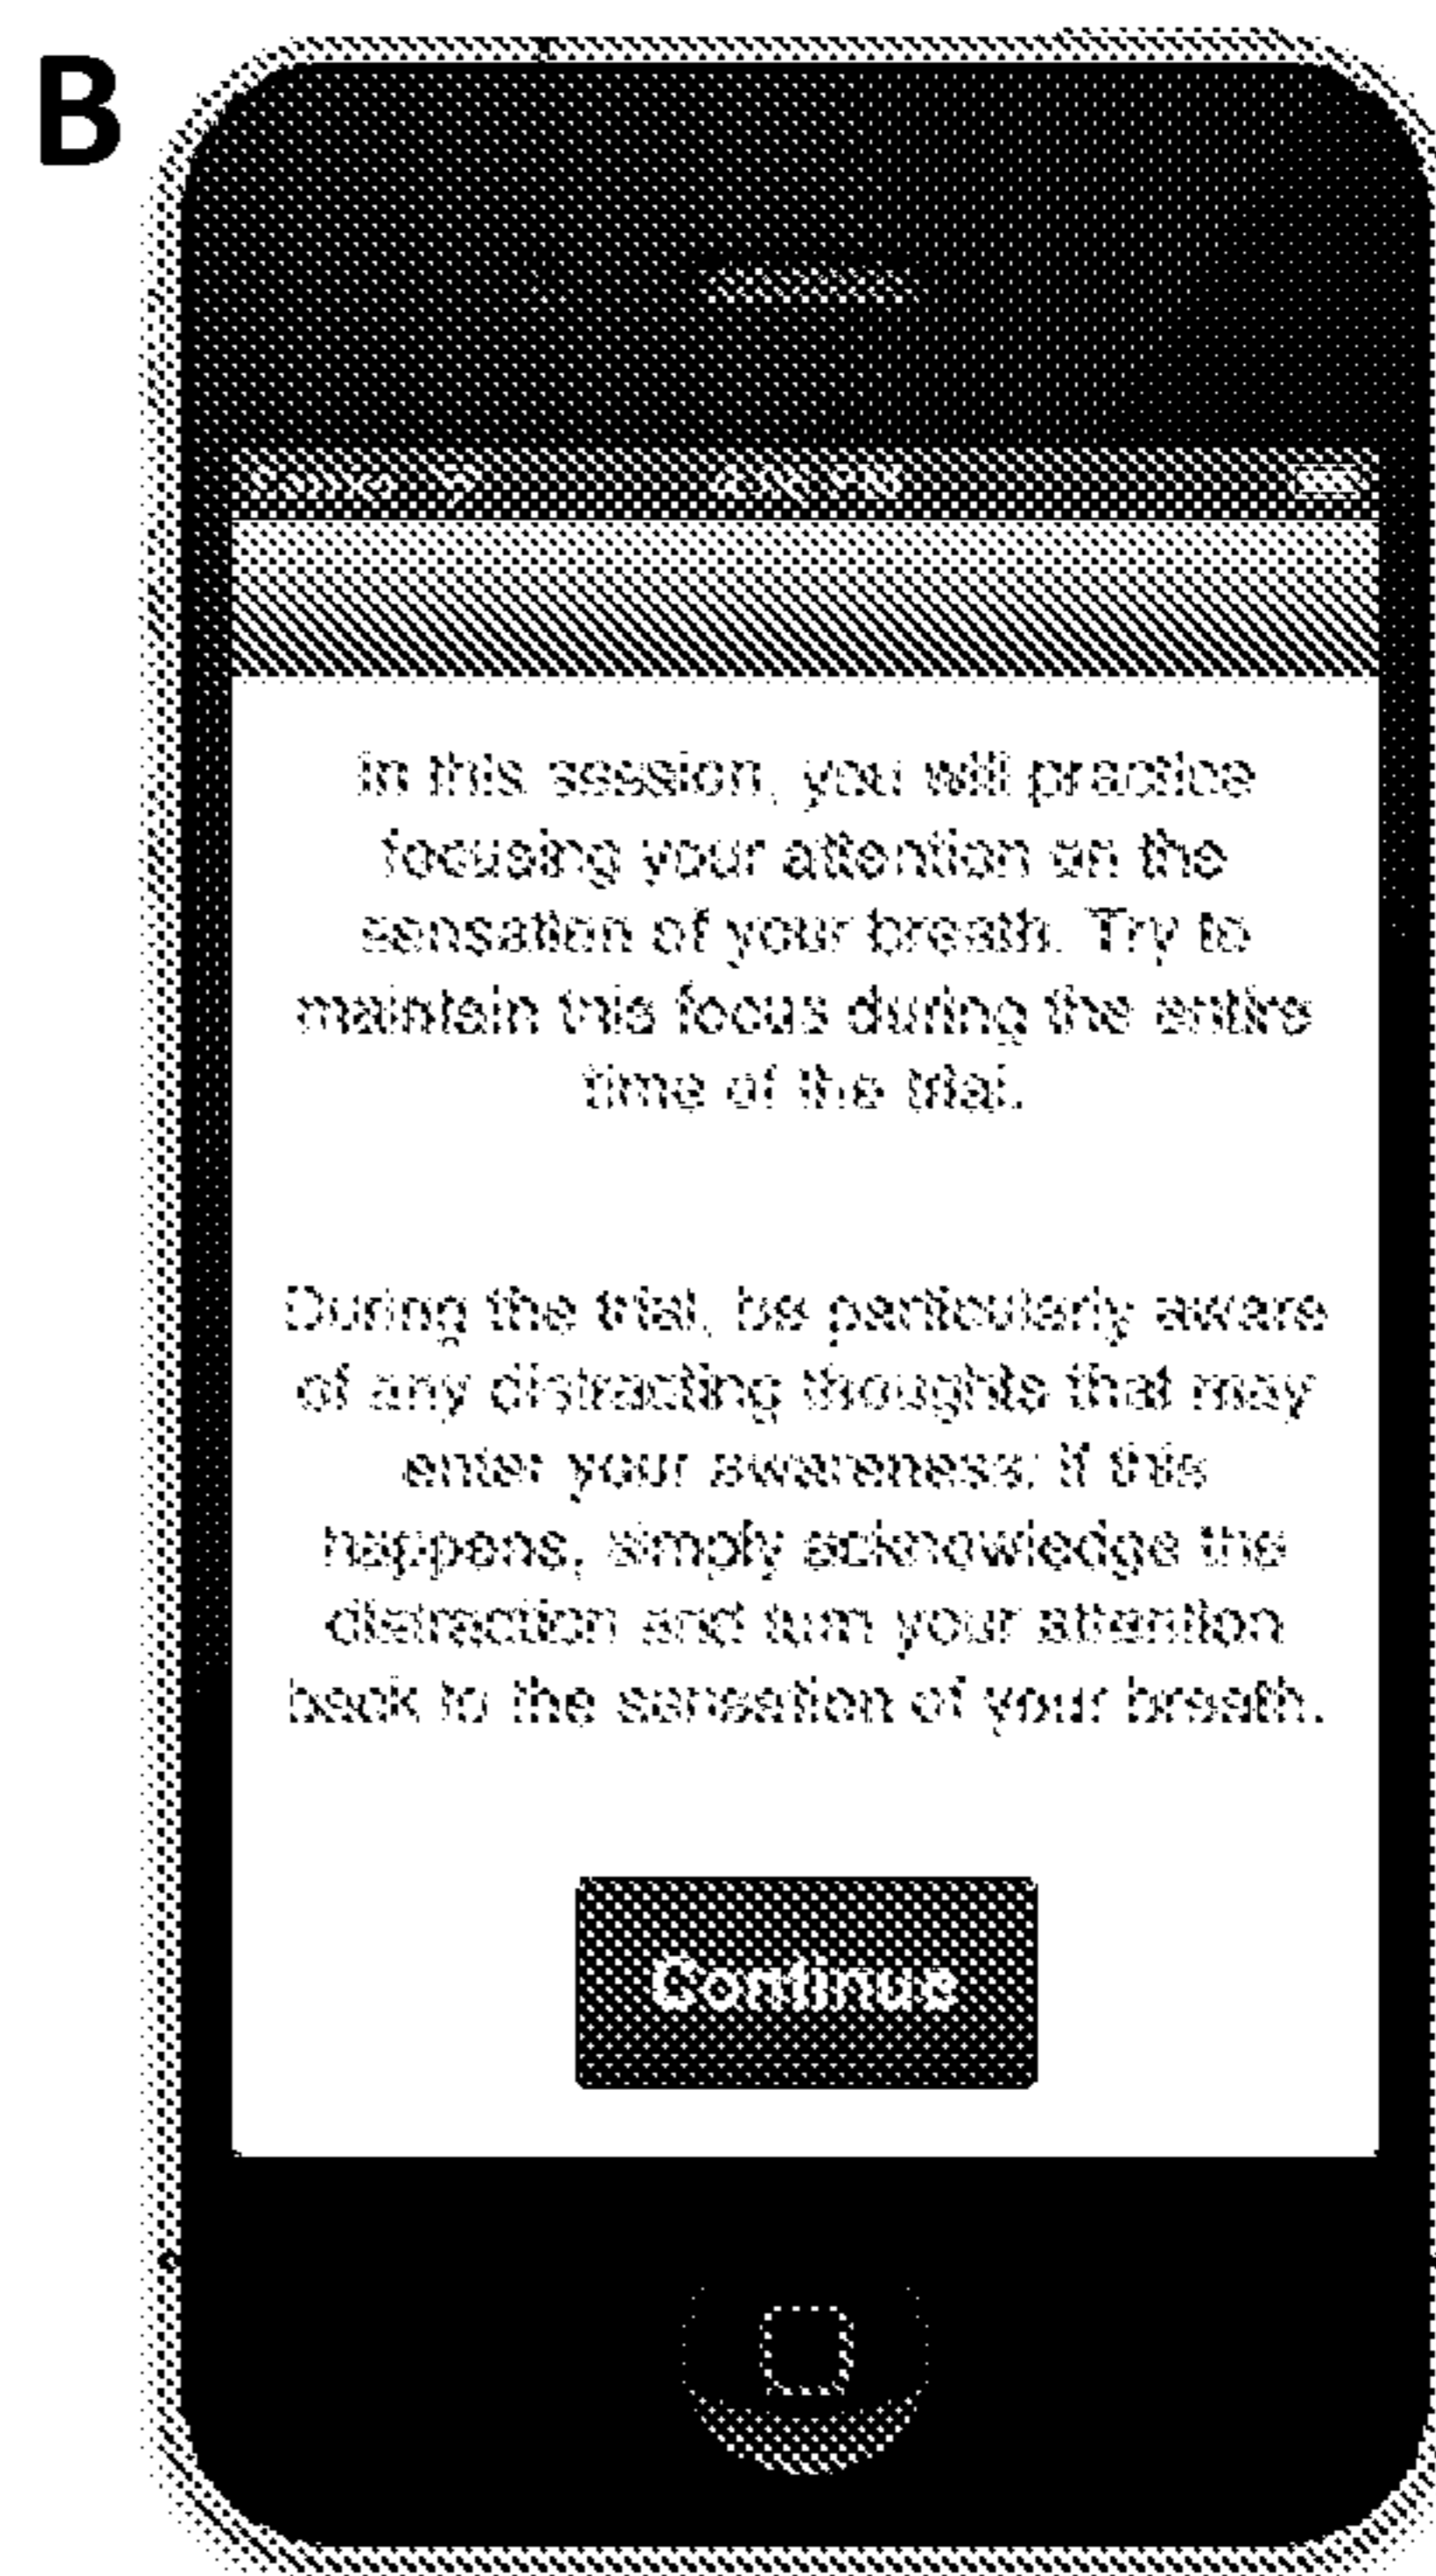 B
Carrier
In this session, you will practice
focusing your attention on the
sensation of your breath. Try to
maintain this focus during the entire
time of the trial.
During the trial, be particularly aware
of any distracting thoughts that may
enter your awareness; if this
happens, simply acknowledge the
distraction and turn your attention
back to the sensation of your breath.
Continue